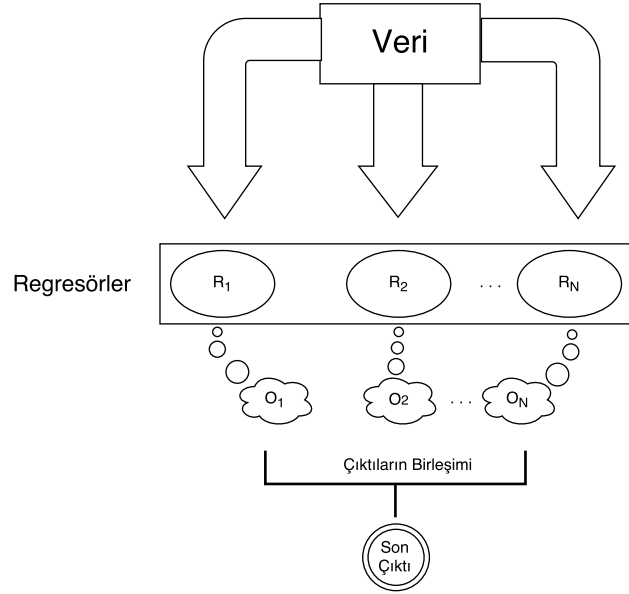 Veri
Regresörler
R1 R2 ... RN
O1 O2 ... ON
Çıktıların Birleşimi
Son
Çıktı